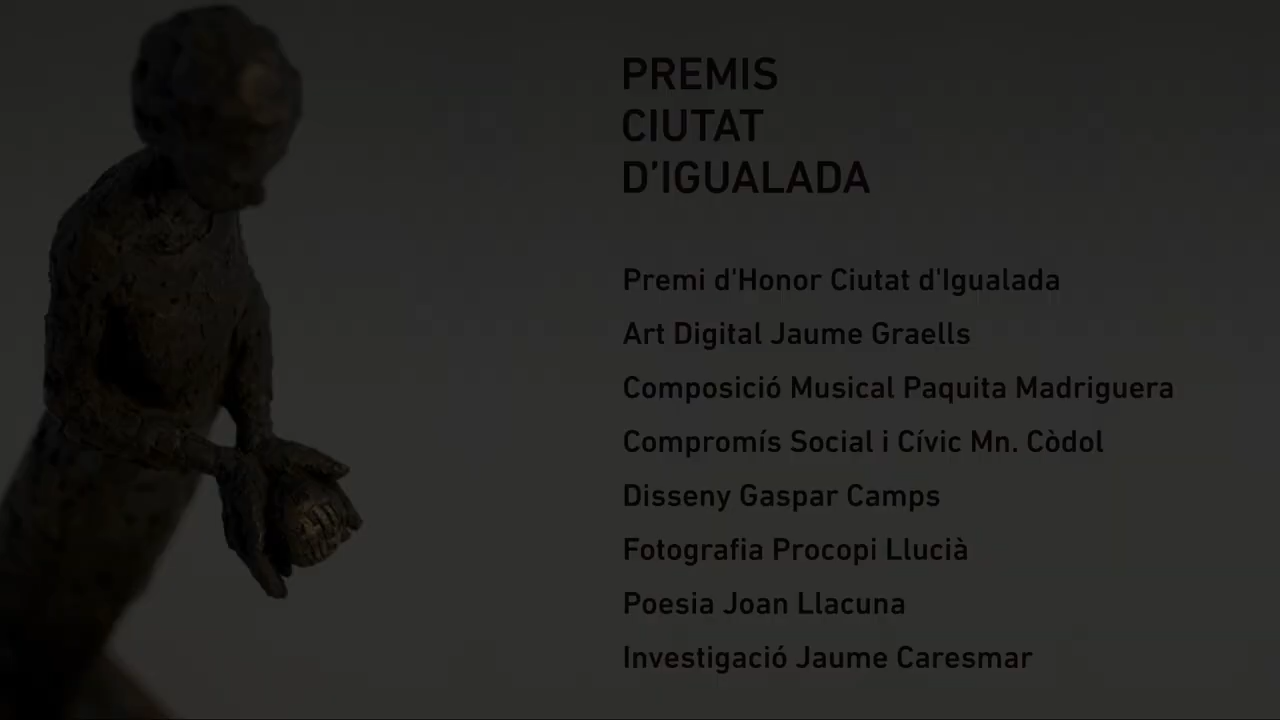 PREMIS
CIUTAT
D’IGUALADA
Premi d'Honor Ciutat d'Igualada
Art Digital Jaume Graells
Composició Musical Paquita Madriguera
Compromís Social i Cívic Mn. Còdol
Disseny Gaspar Camps
Fotografia Procopi Llucià
Poesia Joan Llacuna
Investigació Jaume Caresmar